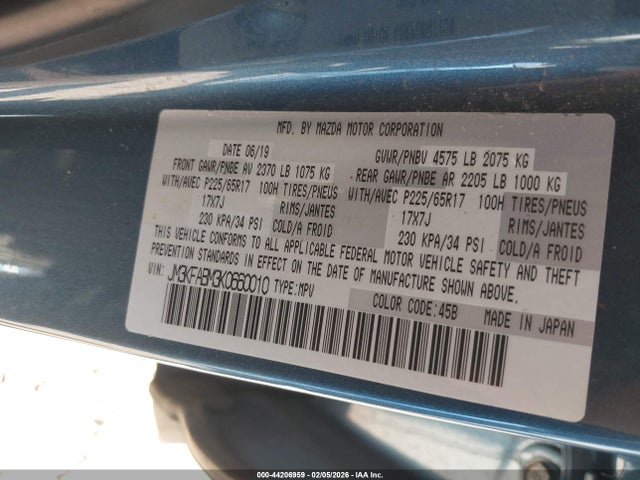 MFD. BY MAZDA MOTOR CORPORATION
DATE 06/19 GVWR/PNBV 4575 LB 2075 KG
FRONT GAWR/PNBE AV 2370 LB 1075 KG REAR GAWR/PNBE AR 2205 LB 1000 KG
WITH/AVEC P225/65R17 100H TIRES/PNEUS WITH/AVEC P225/65R17 100H TIRES/PNEUS
17X7J RIMS/JANTES 17X7J RIMS/JANTES
230 KPA/34 PSI COLD/A FROID 230 KPA/34 PSI COLD/A FROID
THIS VEHICLE CONFORMS TO ALL APPLICABLE FEDERAL MOTOR VEHICLE SAFETY AND THEFT
PREVENTION STANDARDS IN EFFECT ON THE DATE OF MANUFACTURE SHOWN ABOVE.
VIN: JM3KFABM3K0650010 TYPE:MPV
COLOR CODE:45B MADE IN JAPAN
000-44206959 - 02/05/2026 - IAA Inc.